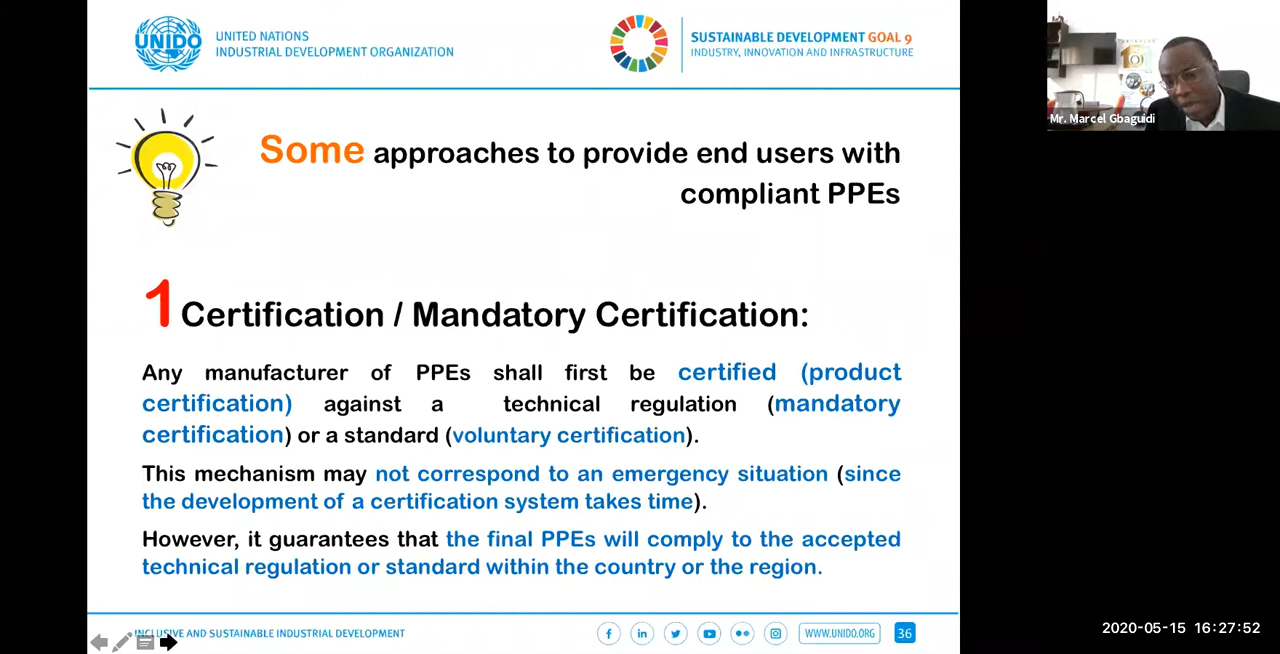 UNIDO
UNITED NATIONS
INDUSTRIAL DEVELOPMENT ORGANIZATION
SUSTAINABLE DEVELOPMENT GOAL 9
INDUSTRY, INNOVATION AND INFRASTRUCTURE
Mr. Marcel Gbaguidi
Some approaches to provide end users with
compliant PPEs
1 Certification / Mandatory Certification:
Any manufacturer of PPEs shall first be certified (product
certification) against a technical regulation (mandatory
certification) or a standard (voluntary certification).
This mechanism may not correspond to an emergency situation (since
the development of a certification system takes time).
However, it guarantees that the final PPEs will comply to the accepted
technical regulation or standard within the country or the region.
INCLUSIVE AND SUSTAINABLE INDUSTRIAL DEVELOPMENT
WWW.UNIDO.ORG
36
2020-05-15 16:27:52